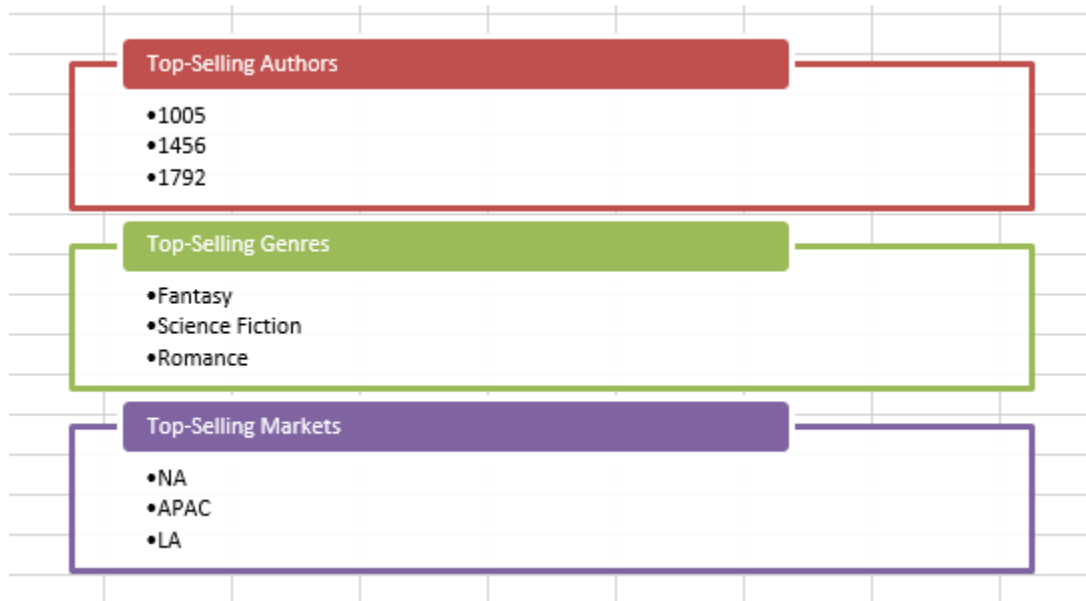 Top-Selling Authors
•1005
•1456
•1792
Top-Selling Genres
•Fantasy
•Science Fiction
•Romance
Top-Selling Markets
•NA
•APAC
•LA